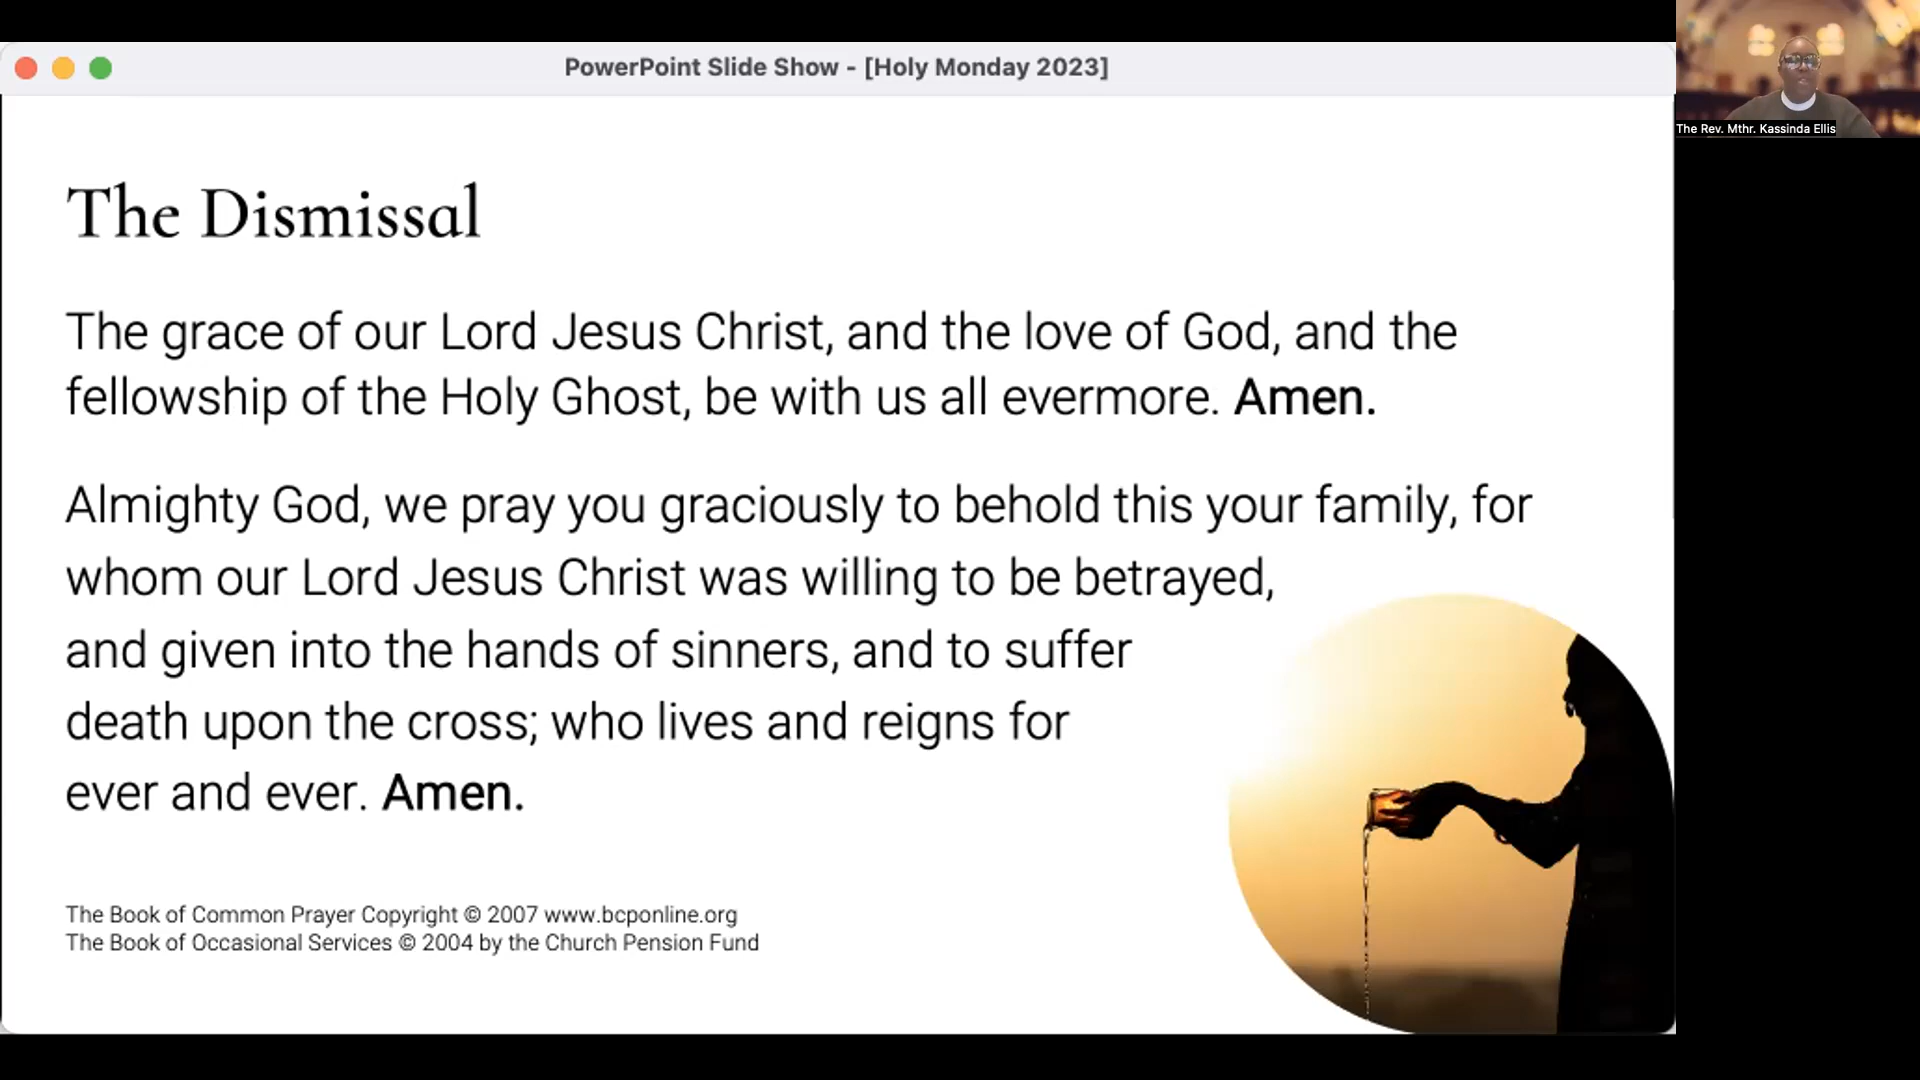 PowerPoint Slide Show - [Holy Monday 2023]
The Rev. Mthr. Kassinda Ellis
The Dismissal
The grace of our Lord Jesus Christ, and the love of God, and the
fellowship of the Holy Ghost, be with us all evermore. Amen.
Almighty God, we pray you graciously to behold this your family, for
whom our Lord Jesus Christ was willing to be betrayed,
and given into the hands of sinners, and to suffer
death upon the cross; who lives and reigns for
ever and ever. Amen.
The Book of Common Prayer Copyright © 2007 www.bcponline.org
The Book of Occasional Services © 2004 by the Church Pension Fund